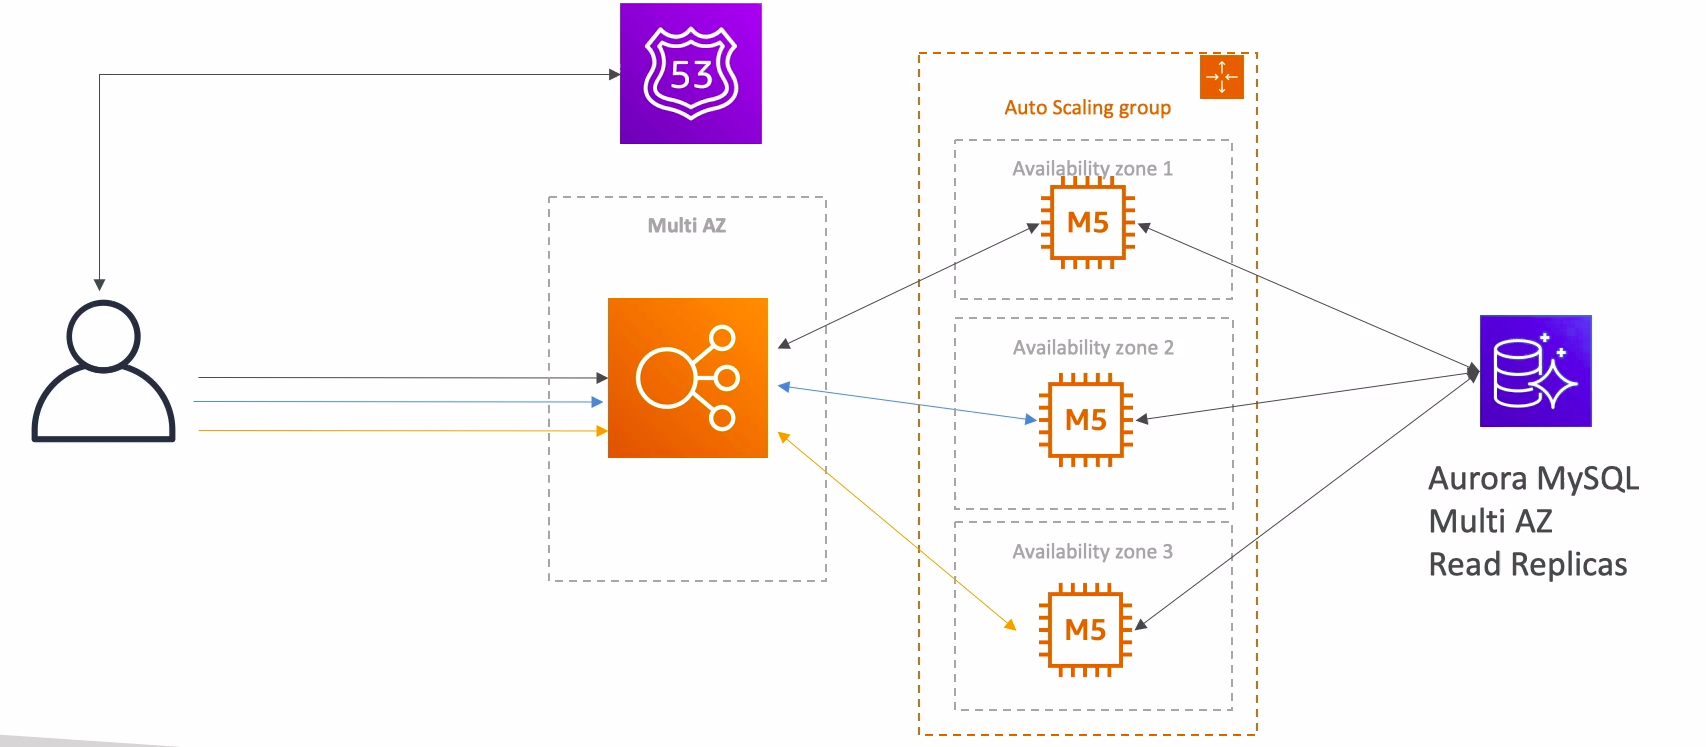 53
Auto Scaling group
Availability zone 1
M5
Multi AZ
Availability zone 2
M5
Availability zone 3
M5
Aurora MySQL
Multi AZ
Read Replicas